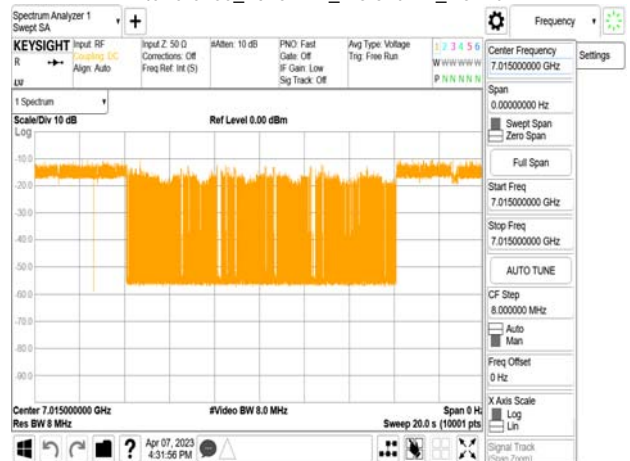 Spectrum Analyzer 1
Swept SA
Frequency
KEYSIGHT
Input: RF
Coupling: DC
Align: Auto
Input Z: 50 Ω
Corrections: Off
Freq Ref: Int (S)
#Atten: 10 dB
PNO: Fast
Gate: Off
IF Gain: Low
Sig Track: Off
Avg Type: Voltage
Trig: Free Run
1 2 3 4 5 6
W W W W W W
P N N N N N
R
LXI
Center Frequency
7.015000000 GHz
Settings
Span
0.00000000 Hz
Swept Span
Zero Span
Full Span
Start Freq
7.015000000 GHz
Stop Freq
7.015000000 GHz
AUTO TUNE
CF Step
8.000000 MHz
Auto
Man
Freq Offset
0 Hz
X Axis Scale
Log
Lin
Signal Track
(Span Zoom)
1 Spectrum
Scale/Div 10 dB
Ref Level 0.00 dBm
Log
-10.0
-20.0
-30.0
-40.0
-50.0
-60.0
-70.0
-80.0
-90.0
Center 7.015000000 GHz
#Video BW 8.0 MHz
Span 0 Hz
Res BW 8 MHz
Sweep 20.0 s (10001 pts
?
Apr 07, 2023
4:31:56 PM